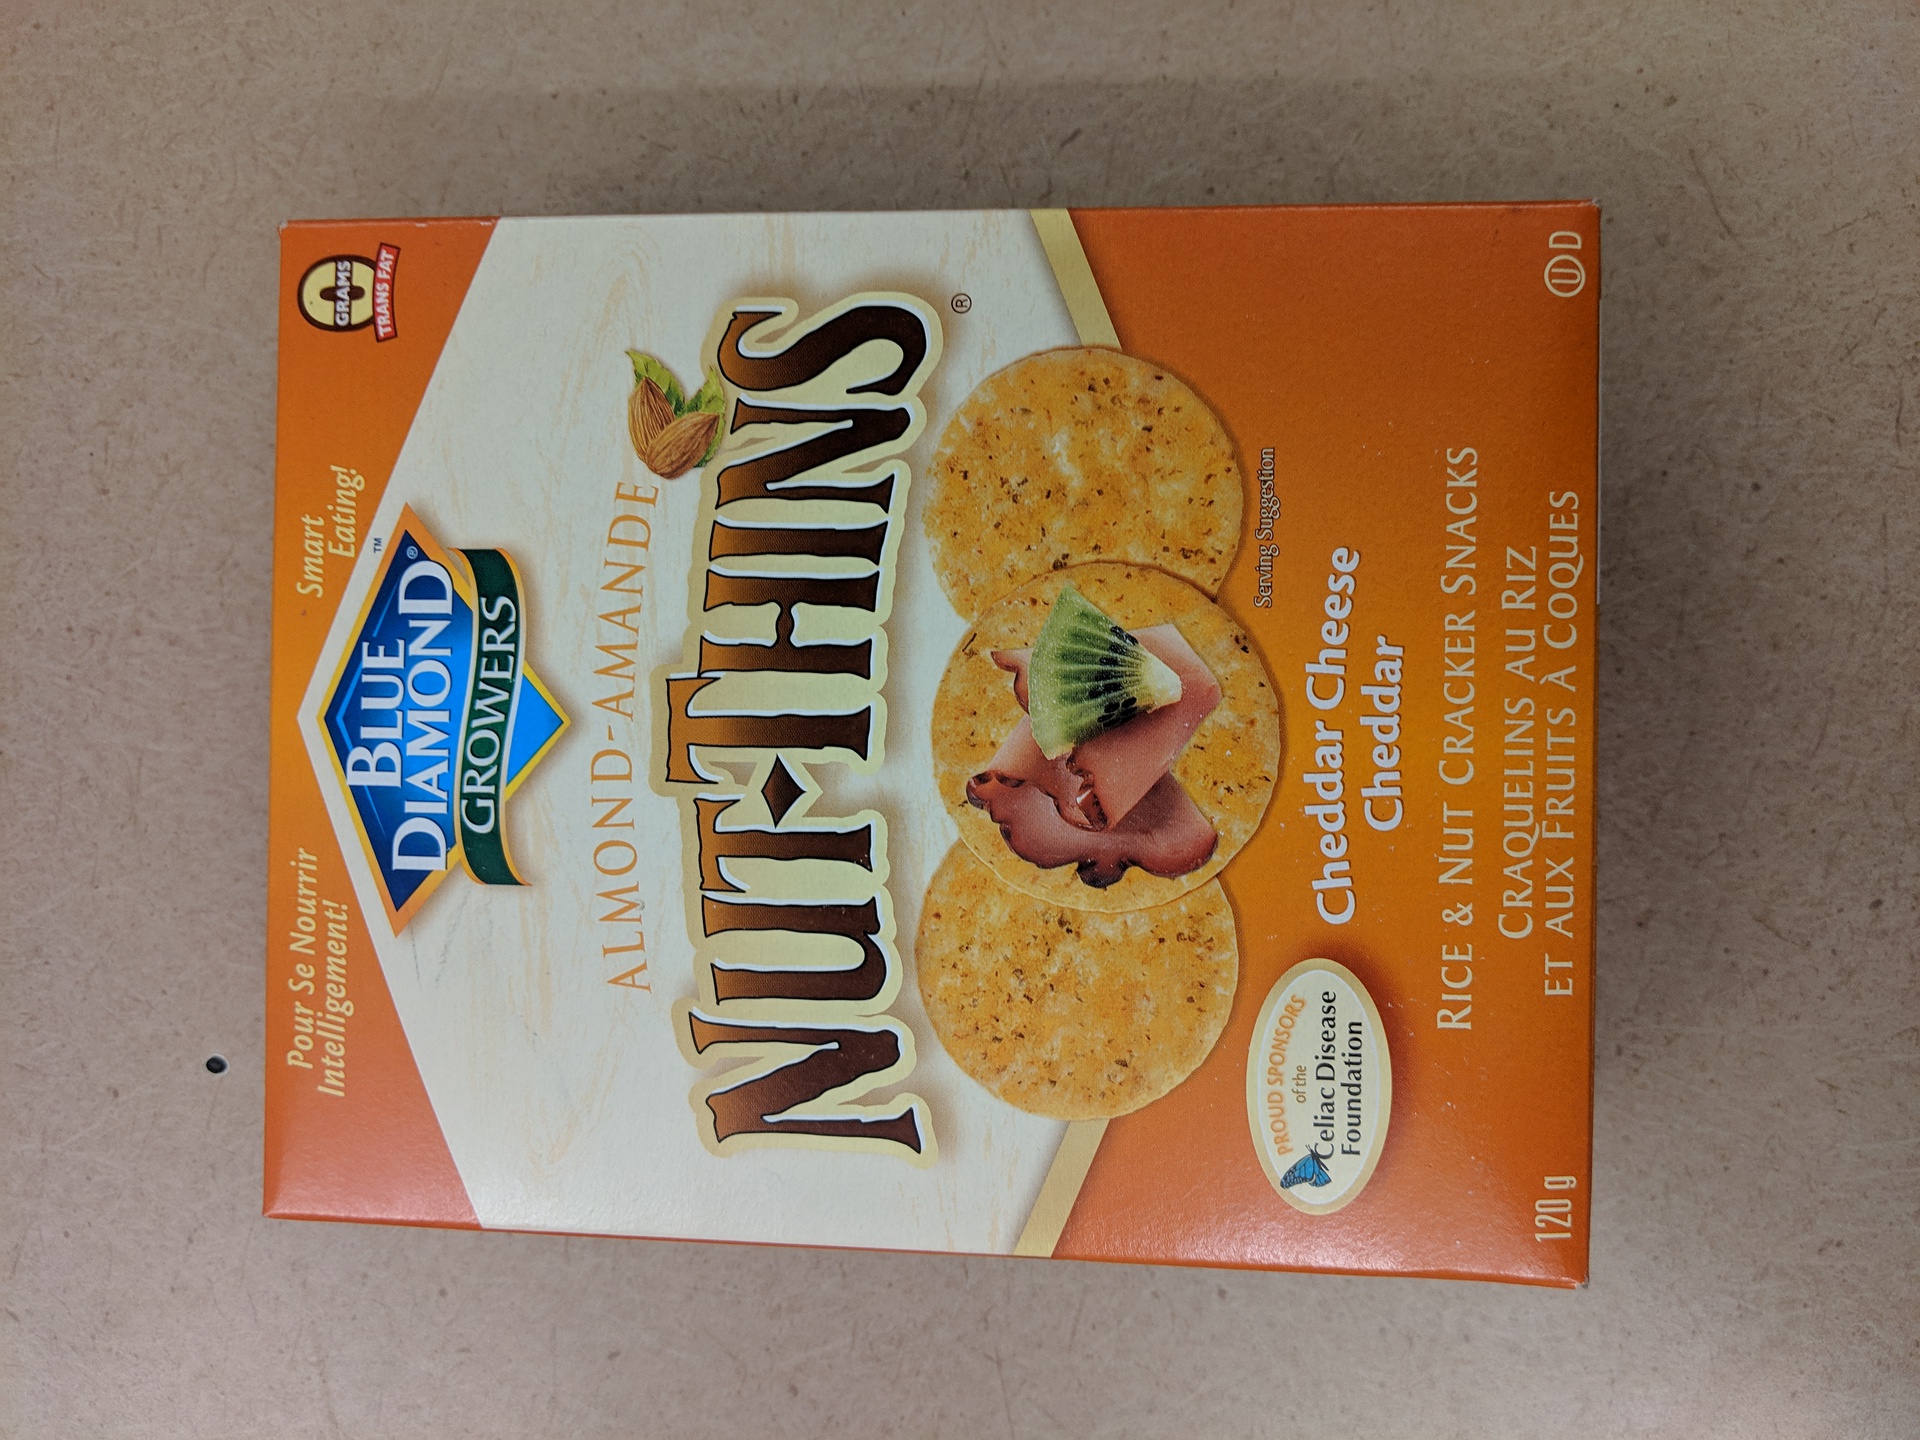 Pour Se Nourrir
Intelligement!
Smart
Eating!
0
GRAMS
TRANS FAT
BLUE
DIAMOND®
GROWERS
™
ALMOND-AMANDE
NUT-THINS
®
Serving Suggestion
Cheddar Cheese
Cheddar
PROUD SPONSORS
of the
Celiac Disease
Foundation
RICE & NUT CRACKER SNACKS
CRAQUELINS AU RIZ
ET AUX FRUITS À COQUES
120 g
U D